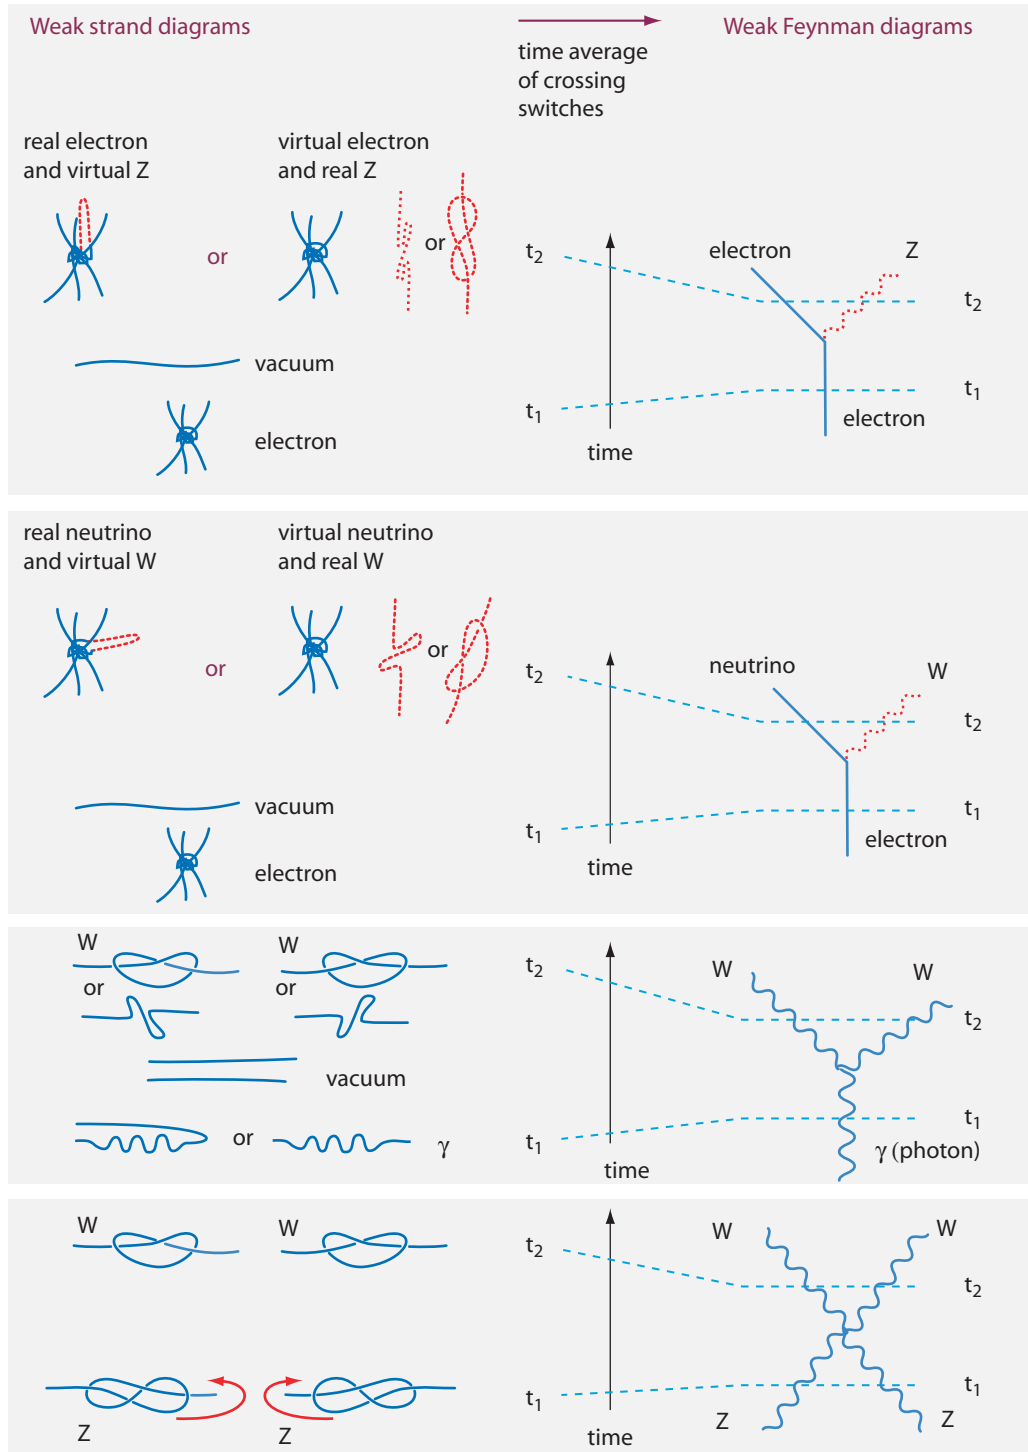 Weak strand diagrams
time average
of crossing
switches
Weak Feynman diagrams
real electron
and virtual Z
or
virtual electron
and real Z
or
vacuum
electron
t2
t1
time
electron
Z
t2
t1
electron
real neutrino
and virtual W
or
virtual neutrino
and real W
or
vacuum
electron
t2
t1
time
neutrino
W
t2
t1
electron
W
or
W
or
vacuum
or
γ
t2
t1
time
W
W
t2
t1
γ (photon)
W
W
Z
Z
t2
t1
time
W
W
t2
t1
Z
Z